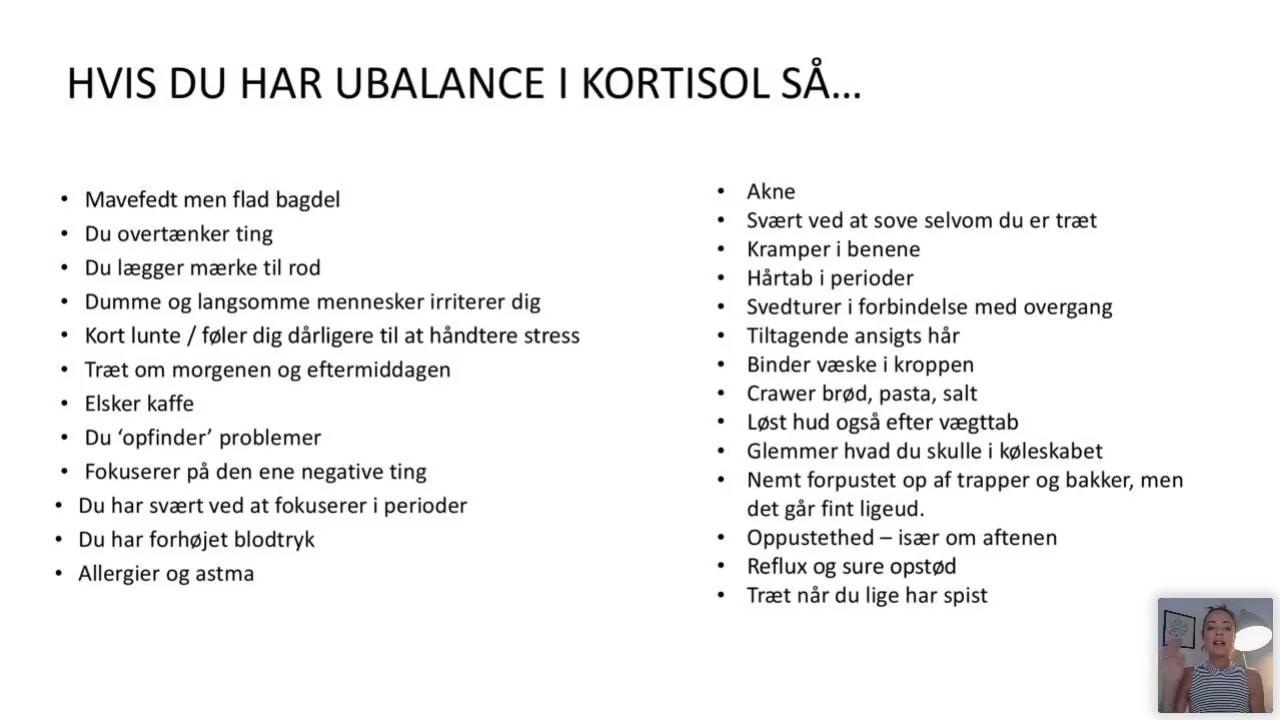 HVIS DU HAR UBALANCE I KORTISOL SÅ...
• Mavefedt men flad bagdel
• Du overtænker ting
• Du lægger mærke til rod
• Dumme og langsomme mennesker irriterer dig
• Kort lunte / føler dig dårligere til at håndtere stress
• Træt om morgenen og eftermiddagen
• Elsker kaffe
• Du ‘opfinder’ problemer
• Fokuserer på den ene negative ting
• Du har svært ved at fokuserer i perioder
• Du har forhøjet blodtryk
• Allergier og astma
• Akne
• Svært ved at sove selvom du er træt
• Kramper i benene
• Hårtab i perioder
• Svedturer i forbindelse med overgang
• Tiltagende ansigts hår
• Binder væske i kroppen
• Crawer brød, pasta, salt
• Løst hud også efter vægttab
• Glemmer hvad du skulle i køleskabet
• Nemt forpustet op af trapper og bakker, men
det går fint ligeud.
• Oppustethed – især om aftenen
• Reflux og sure opstød
• Træt når du lige har spist